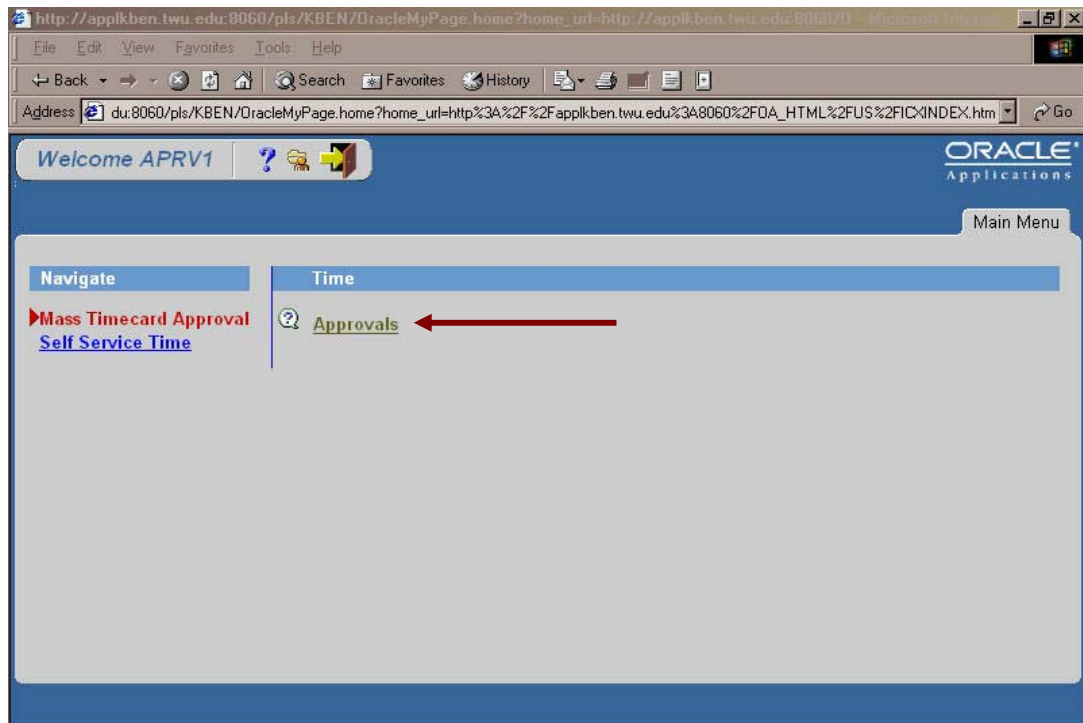 http://applkben.twu.edu:8060/pls/KBEN/OracleMyPage.home?home_url=http://applkben.twu.edu:8060/O - Microsoft Internet
File Edit View Favorites Tools Help
Back Search Favorites History
Address du:8060/pls/KBEN/OracleMyPage.home?home_url=http%3A%2F%2Fapplkben.twu.edu%3A8060%2FOA_HTML%2FUS%2FICXINDEX.htm Go
Welcome APRV1 ? ORACLE
Applications
Main Menu
Navigate Time
Mass Timecard Approval ? Approvals
Self Service Time